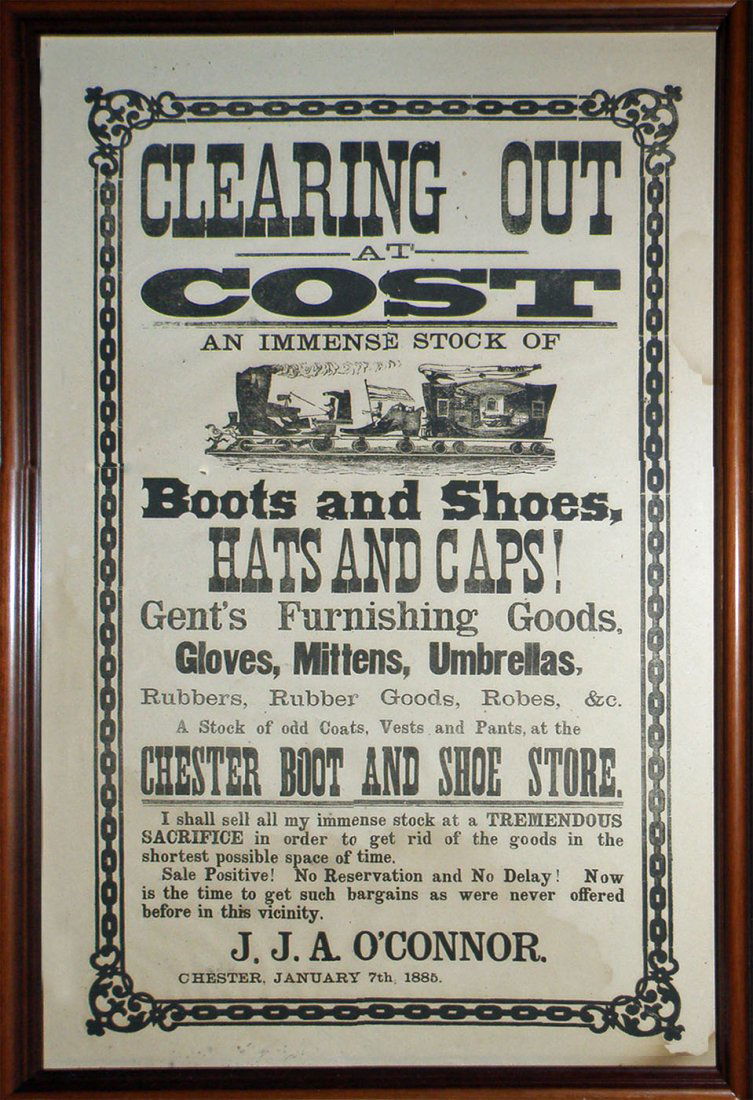 CLEARING OUT
AT
COST
AN IMMENSE STOCK OF
Boots and Shoes,
HATS AND CAPS!
Gent's Furnishing Goods,
Gloves, Mittens, Umbrellas,
Rubbers, Rubber Goods, Robes, &c.
A Stock of odd Coats, Vests and Pants, at the
CHESTER BOOT AND SHOE STORE.
I shall sell all my immense stock at a TREMENDOUS
SACRIFICE in order to get rid of the goods in the
shortest possible space of time.
Sale Positive! No Reservation and No Delay! Now
is the time to get such bargains as were never offered
before in this vicinity.
J. J. A. O'CONNOR.
CHESTER, JANUARY 7th, 1885.